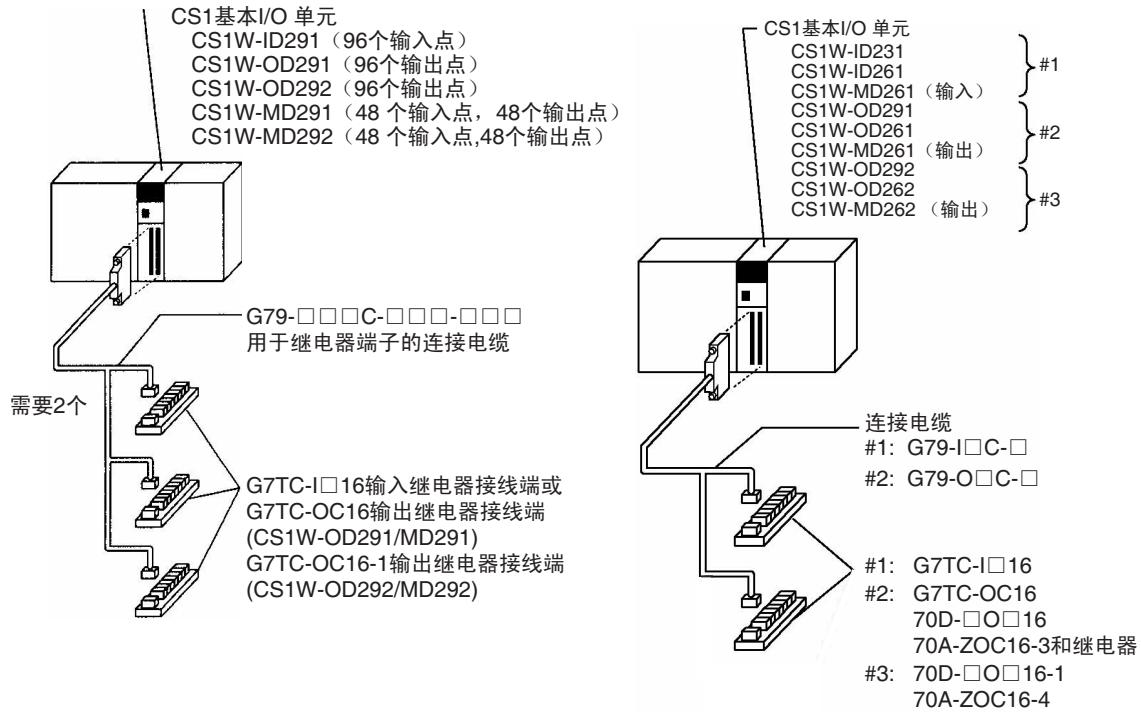 CS1基本I/O 单元
CS1W-ID291（96个输入点）
CS1W-OD291（96个输出点）
CS1W-OD292（96个输出点）
CS1W-MD291（48 个输入点，48个输出点）
CS1W-MD292（48 个输入点,48个输出点）
G79-□□□C-□□□-□□□
用于继电器端子的连接电缆
需要2个
G7TC-I□16输入继电器接线端或
G7TC-OC16输出继电器接线端
(CS1W-OD291/MD291)
G7TC-OC16-1输出继电器接线端
(CS1W-OD292/MD292)
CS1基本I/O 单元
CS1W-ID231
CS1W-ID261
CS1W-MD261（输入）
#1
CS1W-OD291
CS1W-OD261
CS1W-MD261（输出）
#2
CS1W-OD292
CS1W-OD262
CS1W-MD262 （输出）
#3
连接电缆
#1: G79-I□C-□
#2: G79-O□C-□
#1: G7TC-I□16
#2: G7TC-OC16
70D-□O□16
70A-ZOC16-3和继电器
#3: 70D-□O□16-1
70A-ZOC16-4